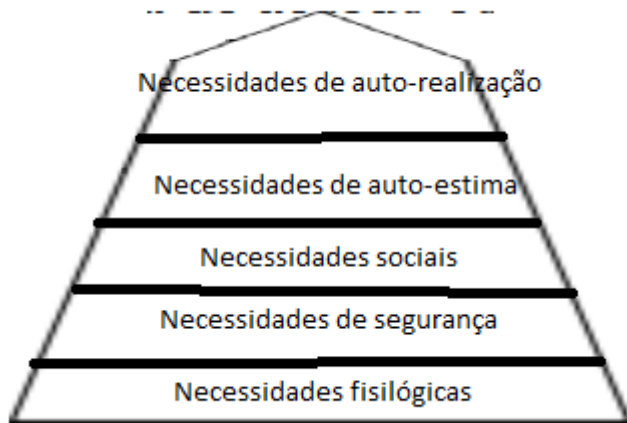 Necessidades de auto-realização
Necessidades de auto-estima
Necessidades sociais
Necessidades de segurança
Necessidades fisilógicas